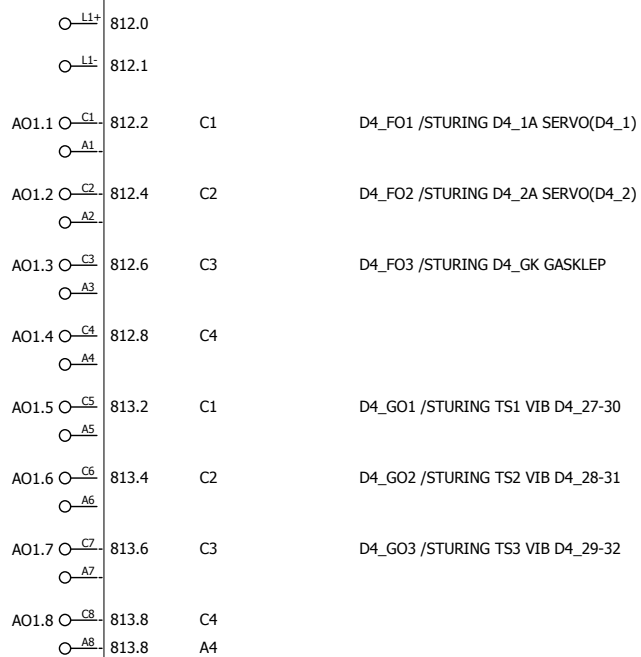 L1+ 812.0
L1- 812.1
AO1.1 C1 812.2 C1 D4_FO1 /STURING D4_1A SERVO(D4_1)
A1
AO1.2 C2 812.4 C2 D4_FO2 /STURING D4_2A SERVO(D4_2)
A2
AO1.3 C3 812.6 C3 D4_FO3 /STURING D4_GK GASKLEP
A3
AO1.4 C4 812.8 C4
A4
AO1.5 C5 813.2 C1 D4_GO1 /STURING TS1 VIB D4_27-30
A5
AO1.6 C6 813.4 C2 D4_GO2 /STURING TS2 VIB D4_28-31
A6
AO1.7 C7 813.6 C3 D4_GO3 /STURING TS3 VIB D4_29-32
A7
AO1.8 C8 813.8 C4
A8 813.8 A4